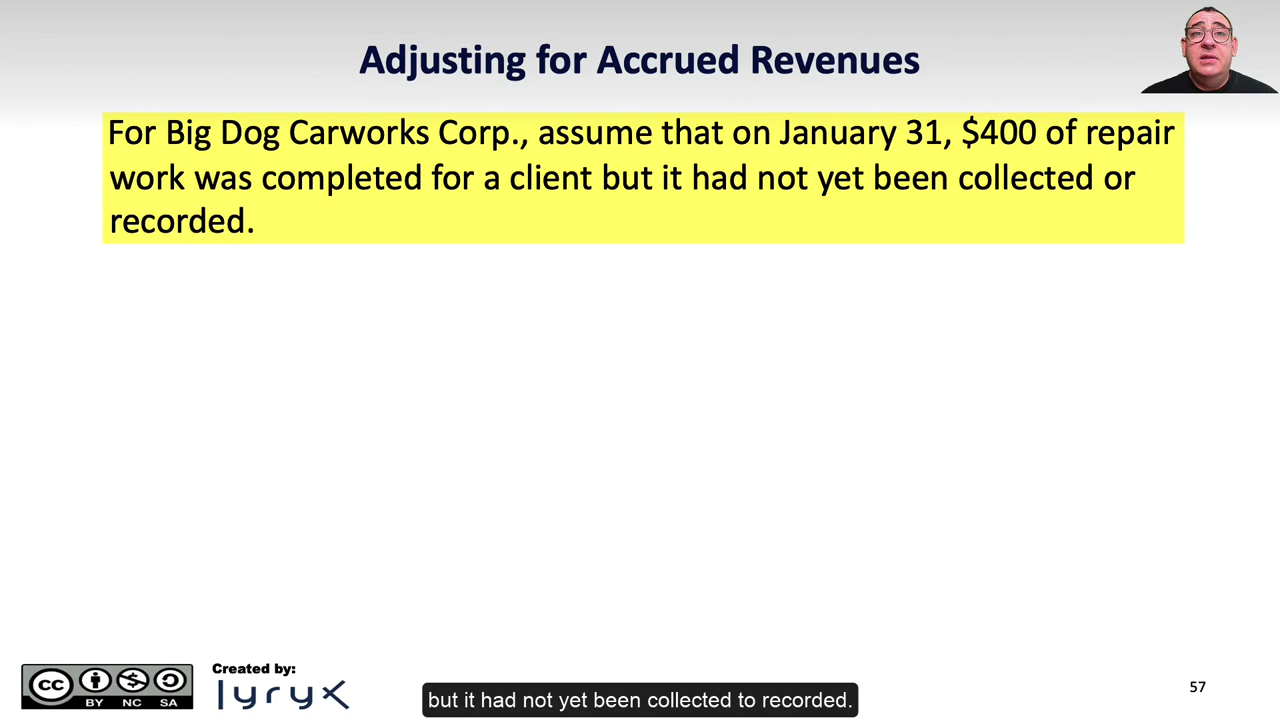 Adjusting for Accrued Revenues
For Big Dog Carworks Corp., assume that on January 31, $400 of repair
work was completed for a client but it had not yet been collected or
recorded.
cc
BY NC SA
Created by:
lyryx
but it had not yet been collected to recorded.
57